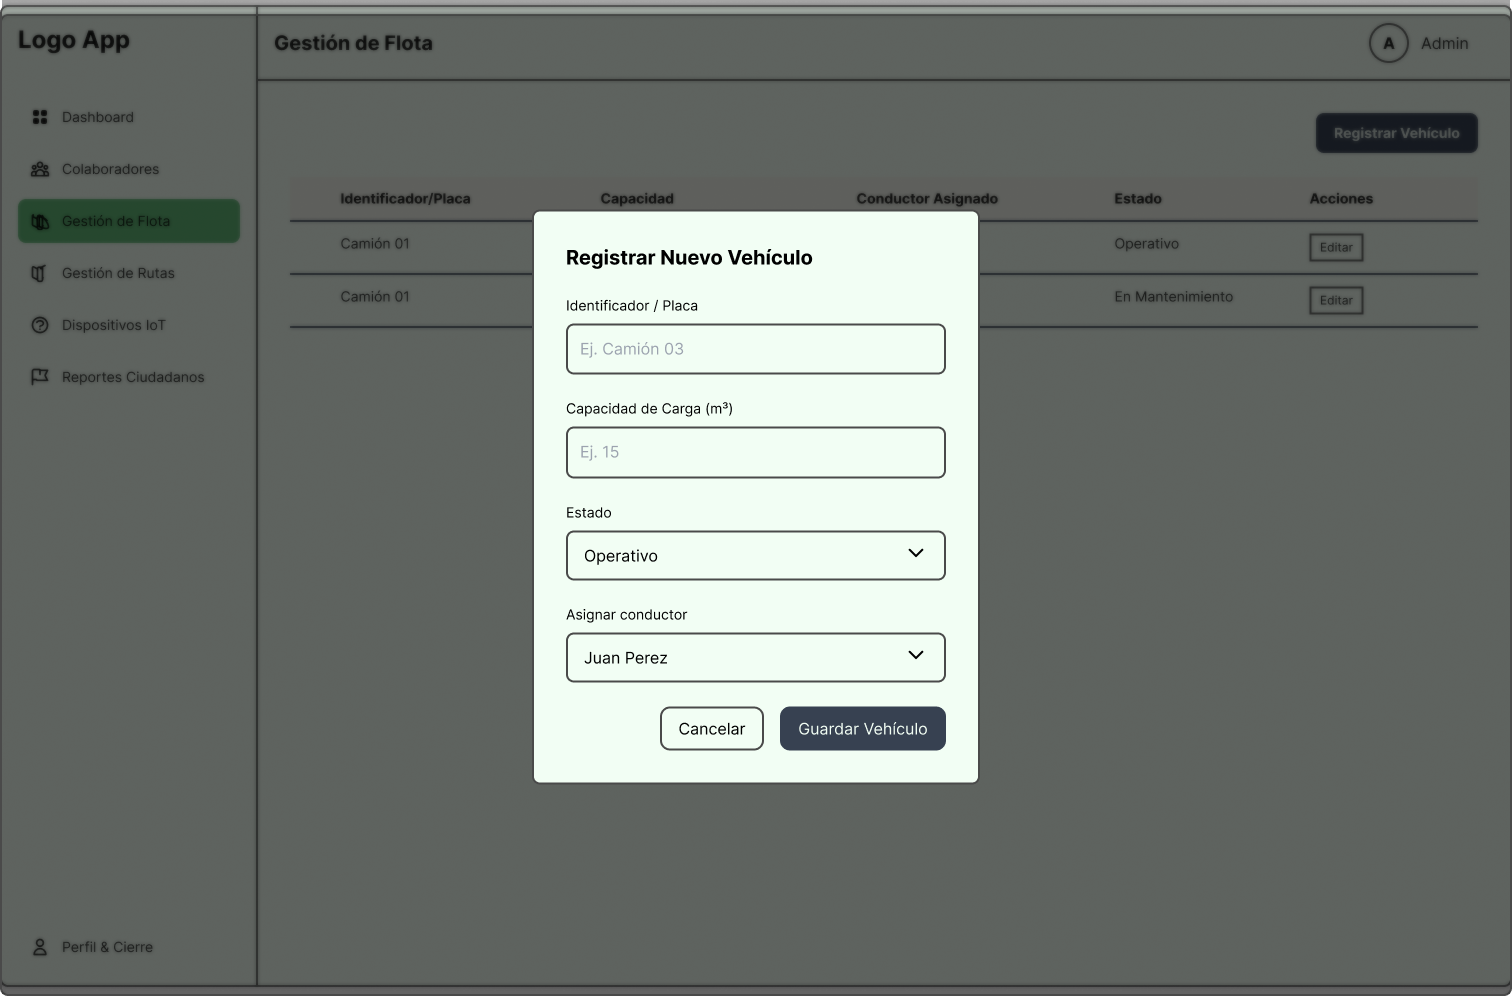 Logo App
Gestión de Flota
A Admin
Dashboard
Colaboradores
Gestión de Flota
Gestión de Rutas
Dispositivos IoT
Reportes Ciudadanos
Perfil & Cierre
Registrar Vehículo
Identificador/Placa Capacidad Conductor Asignado Estado Acciones
Camión 01 Operativo Editar
Camión 01 En Mantenimiento Editar
Registrar Nuevo Vehículo
Identificador / Placa
Ej. Camión 03
Capacidad de Carga (m³)
Ej. 15
Estado
Operativo
Asignar conductor
Juan Perez
Cancelar Guardar Vehículo